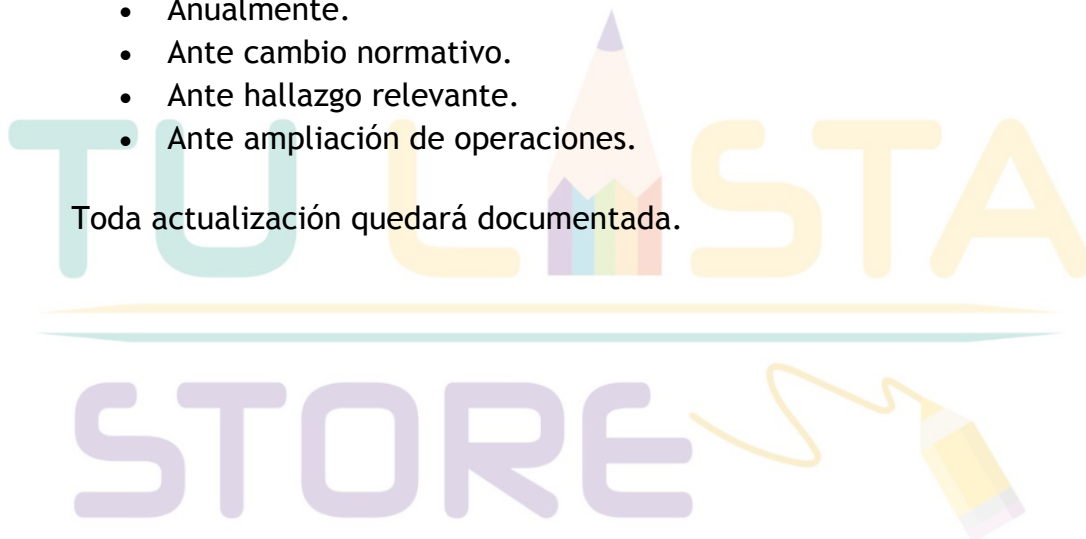 • Anualmente.
• Ante cambio normativo.
• Ante hallazgo relevante.
• Ante ampliación de operaciones.
Toda actualización quedará documentada.
TU LISTA
STORE